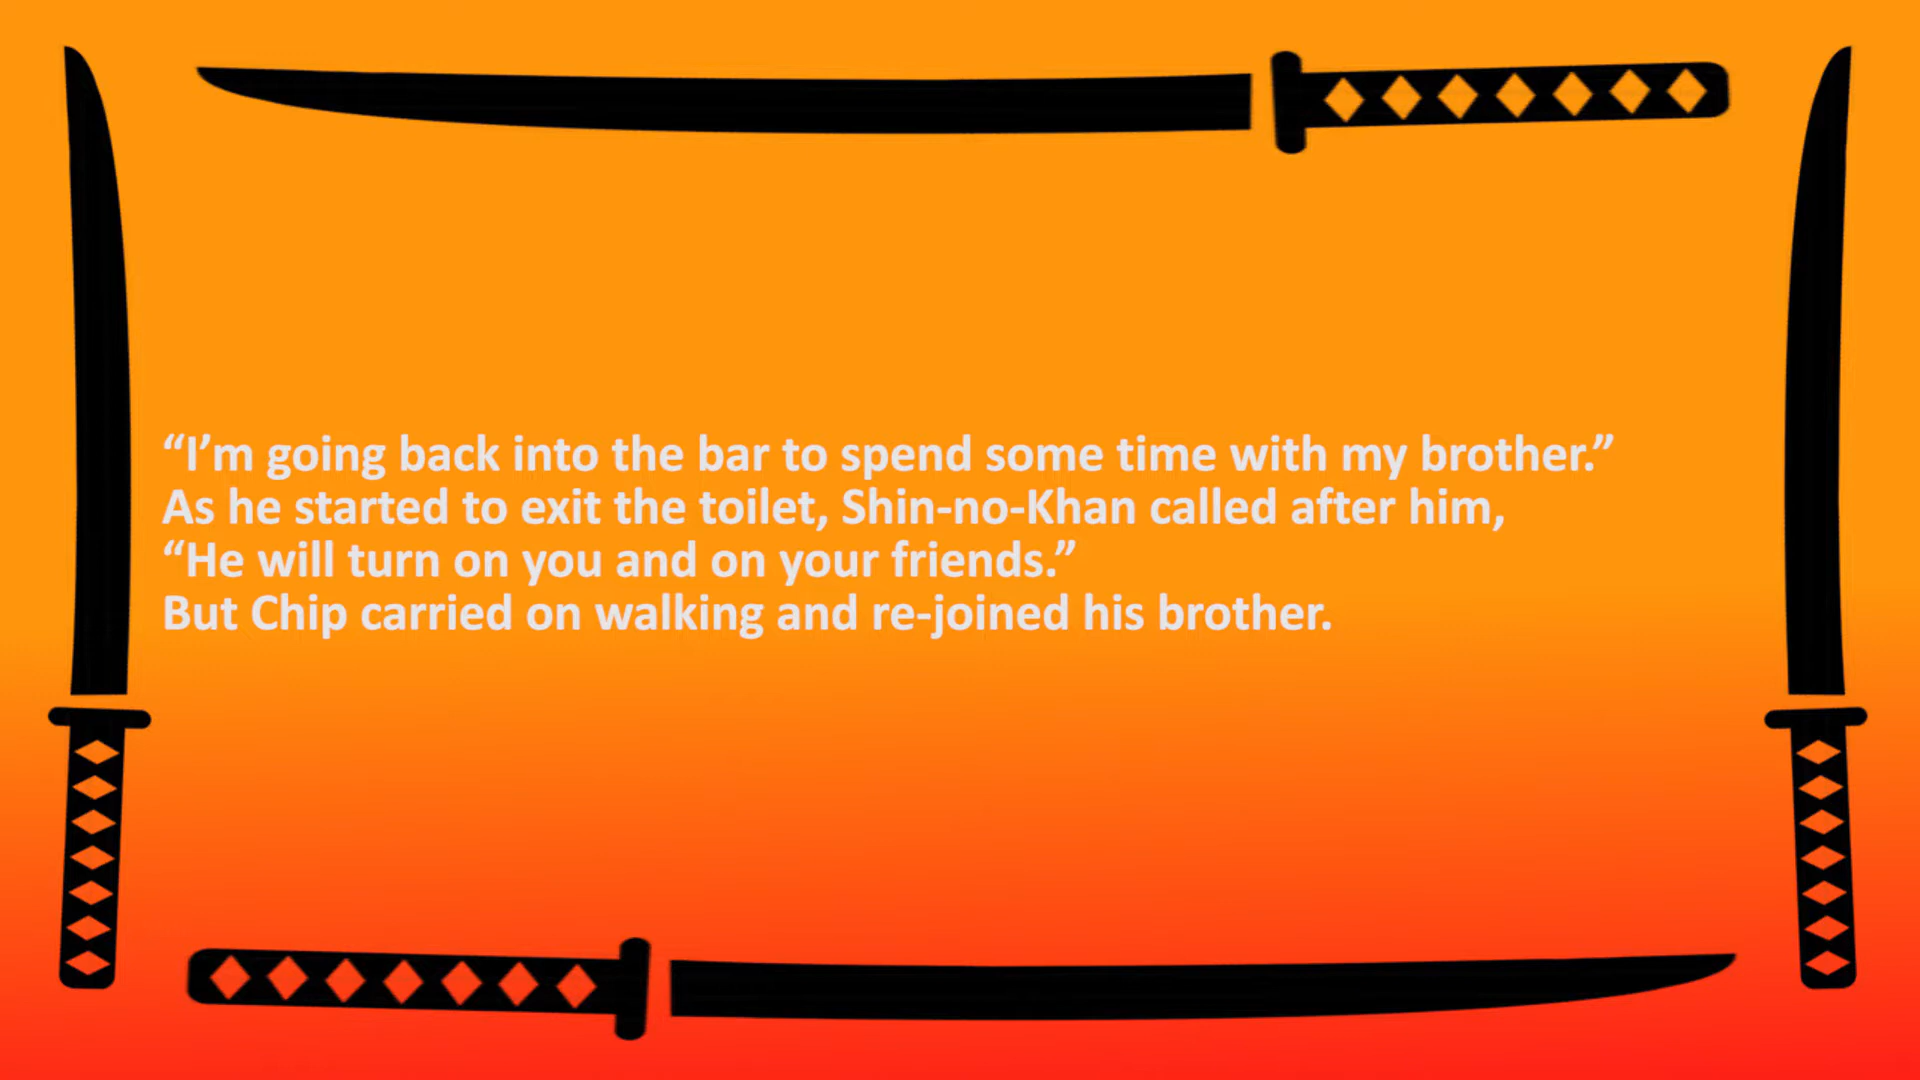 “I’m going back into the bar to spend some time with my brother.”
As he started to exit the toilet, Shin-no-Khan called after him,
“He will turn on you and on your friends.”
But Chip carried on walking and re-joined his brother.